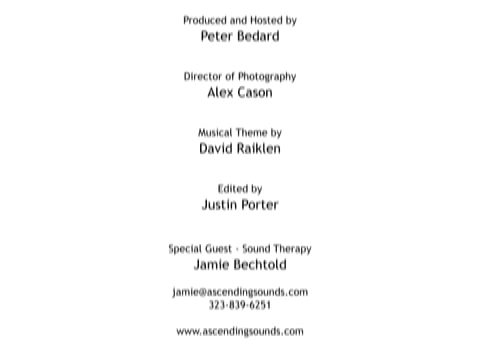 Produced and Hosted by
Peter Bedard
Director of Photography
Alex Cason
Musical Theme by
David Raiklen
Edited by
Justin Porter
Special Guest - Sound Therapy
Jamie Bechtold
jamie@ascendingsounds.com
323-839-6251
www.ascendingsounds.com